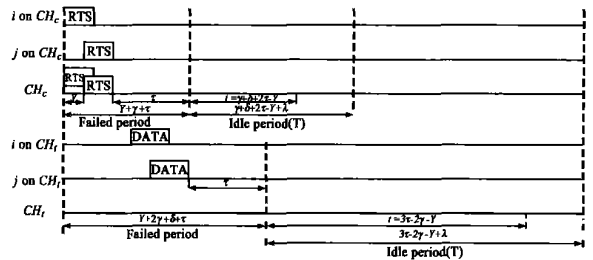 i on CH_c
RTS
j on CH_c
RTS
CH_c
RTS
RTS
Y
τ
i=γ+δ+2τ-Y
Y+γ+τ
γ+δ+2τ-Y+λ
Failed period
Idle period(T)
i on CH_t
DATA
j on CH_t
DATA
τ
CH_t
Y+2γ+δ+τ
i=3τ-2γ-Y
Failed period
3τ-2γ-Y+λ
Idle period(T)